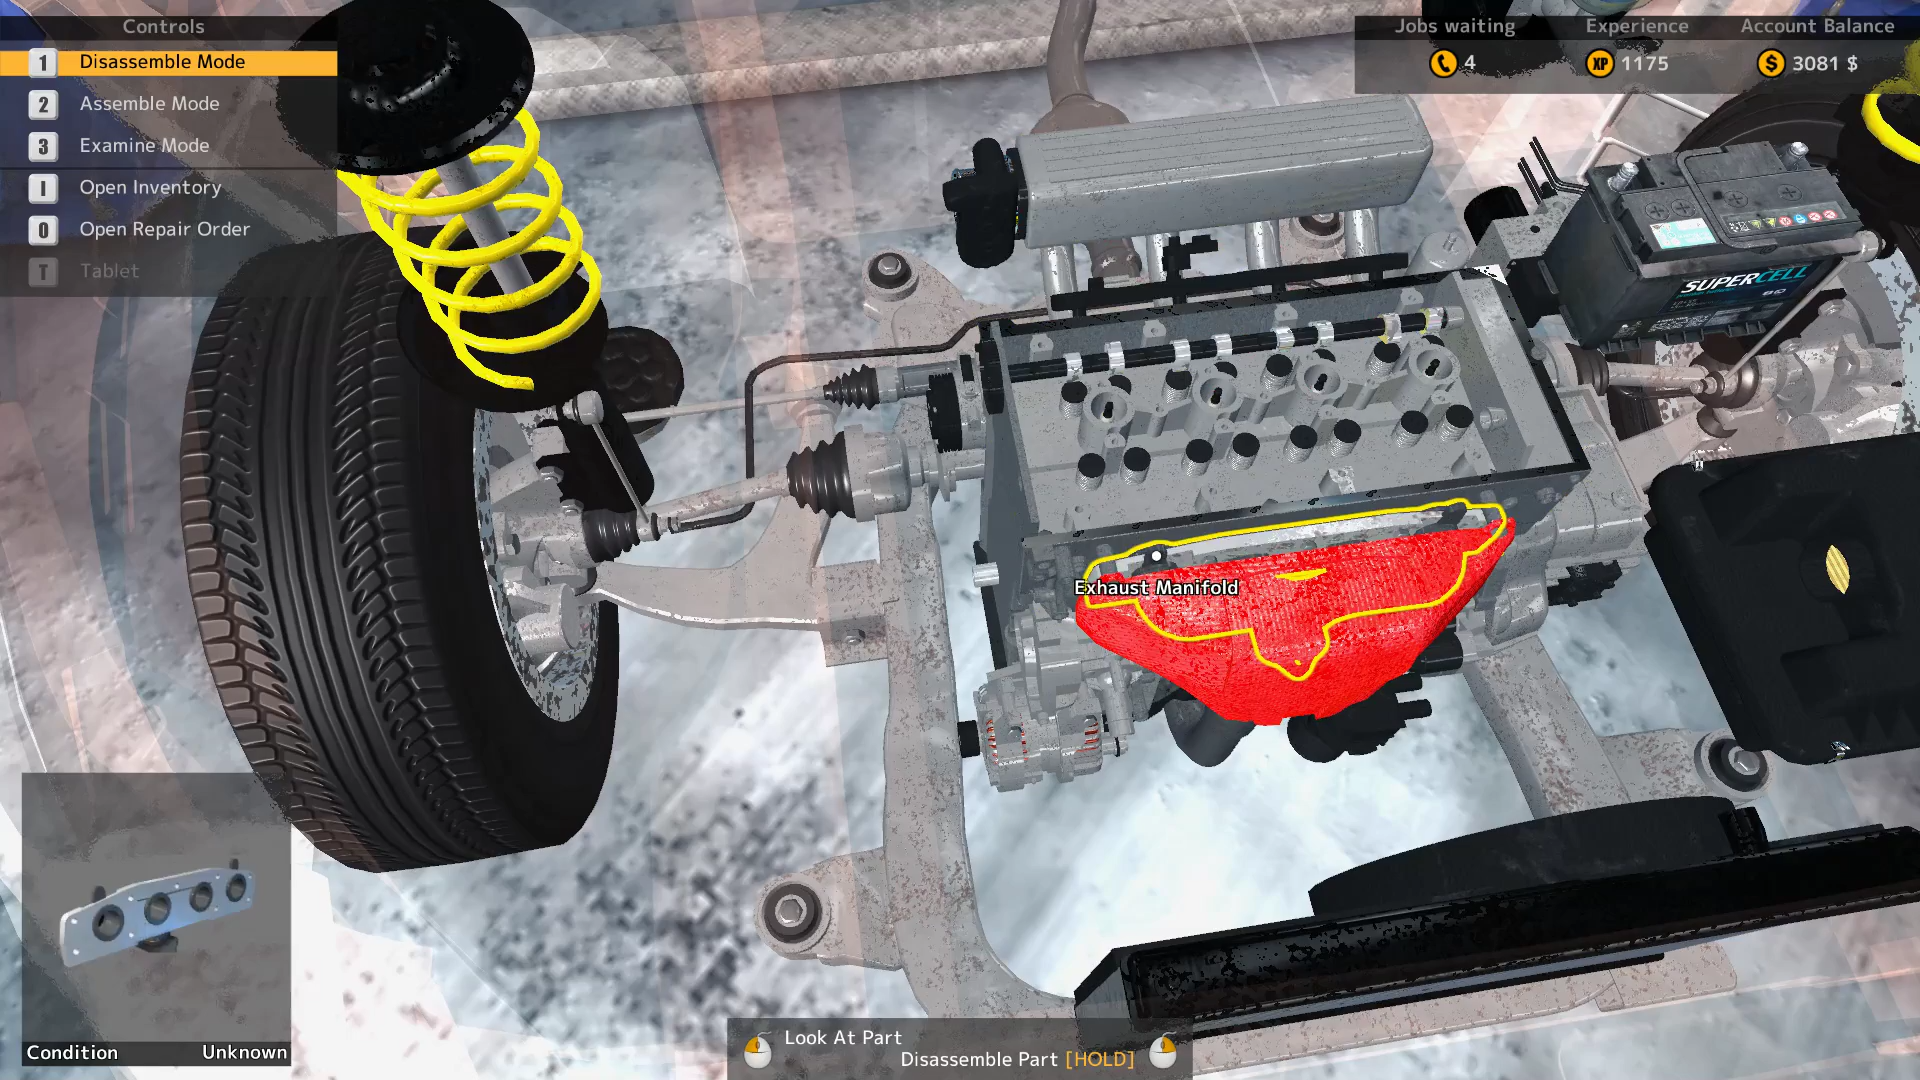 Controls
1 Disassemble Mode
2 Assemble Mode
3 Examine Mode
I Open Inventory
O Open Repair Order
T Tablet
Jobs waiting Experience Account Balance
4 XP 1175 $ 3081 $
SUPERCELL
Exhaust Manifold
Condition Unknown
Look At Part
Disassemble Part [HOLD]